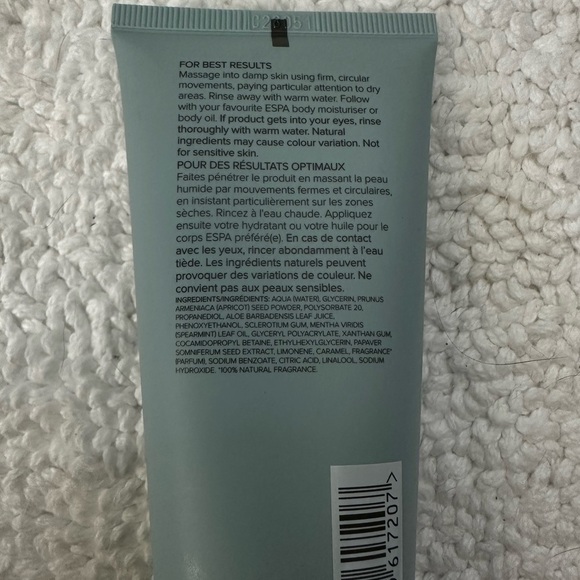 FOR BEST RESULTS
Massage into damp skin using firm, circular
movements, paying particular attention to dry
areas. Rinse away with warm water. Follow
with your favourite ESPA body moisturiser or
body oil. If product gets into your eyes, rinse
thoroughly with warm water. Natural
ingredients may cause colour variation. Not
for sensitive skin.
POUR DES RÉSULTATS OPTIMAUX
Faites pénétrer le produit en massant la peau
humide par mouvements fermes et circulaires,
en insistant particulièrement sur les zones
sèches. Rincez à l'eau chaude. Appliquez
ensuite votre hydratant ou votre huile pour le
corps ESPA préféré(e). En cas de contact
avec les yeux, rincer abondamment à l'eau
tiède. Les ingrédients naturels peuvent
provoquer des variations de couleur. Ne
convient pas aux peaux sensibles.
INGREDIENTS/INGRÉDIENTS: AQUA (WATER), GLYCERIN, PRUNUS
ARMENIACA (APRICOT) SEED POWDER, POLYSORBATE 20,
PROPANEDIOL, ALOE BARBADENSIS LEAF JUICE,
PHENOXYETHANOL, SCLEROTIUM GUM, MENTHA VIRIDIS
(SPEARMINT) LEAF OIL, GLYCERYL POLYACRYLATE, XANTHAN GUM,
COCAMIDOPROPYL BETAINE, ETHYLHEXYLGLYCERIN, PAPAVER
SOMNIFERUM SEED EXTRACT, LIMONENE, CARAMEL, FRAGRANCE*
(PARFUM), SODIUM BENZOATE, CITRIC ACID, LINALOOL, SODIUM
HYDROXIDE. *100% NATURAL FRAGRANCE.
617207>